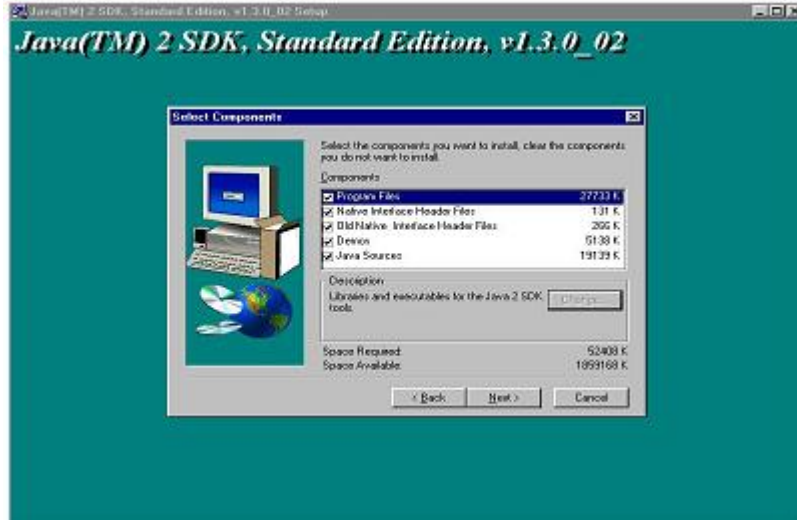 Java(TM) 2 SDK, Standard Edition, v1.3.0_02 Setup
Java(TM) 2 SDK, Standard Edition, v1.3.0_02
Select Components
Select the components you want to install, clear the components
you do not want to install.
Components
Program Files 27733 K
Native Interface Header Files 131 K
Old Native Interface Header Files 266 K
Demos 5138 K
Java Sources 19139 K
Description
Libraries and executables for the Java 2 SDK
tools.
Change...
Space Required: 52408 K
Space Available: 1859168 K
< Back
Next >
Cancel